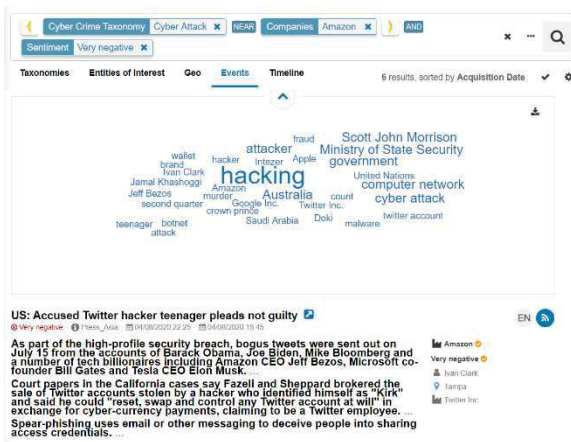 ( Cyber Crime Taxonomy Cyber Attack × NEAR Companies Amazon × ) AND
Sentiment Very negative ×
Taxonomies Entities of Interest Geo Events Timeline 6 results, sorted by Acquisition Date
fraud Scott John Morrison
attacker Ministry of State Security
wallet hacker Intezer Apple government
brand
Ivan Clark hacking United Nations
Jamal Khashoggi Amazon computer network
Jeff Bezos murder Australia count cyber attack
second quarter Google Inc. Twitter Inc.
crown prince twitter account
teenager botnet Saudi Arabia Doki malware
attack
US: Accused Twitter hacker teenager pleads not guilty EN
Very negative Press_Asia 04/08/2020 22:25 04/08/2020 16:45
As part of the high-profile security breach, bogus tweets were sent out on
July 15 from the accounts of Barack Obama, Joe Biden, Mike Bloomberg and
a number of tech billionaires including Amazon CEO Jeff Bezos, Microsoft co-
founder Bill Gates and Tesla CEO Elon Musk. ...
Court papers in the California cases say Fazell and Sheppard brokered the
sale of Twitter accounts stolen by a hacker who identified himself as "Kirk"
and said he could "reset, swap and control any Twitter account at will" in
exchange for cyber-currency payments, claiming to be a Twitter employee. ...
Spear-phishing uses email or other messaging to deceive people into sharing
access credentials. ...
Amazon
Very negative
Ivan Clark
Tampa
Twitter Inc